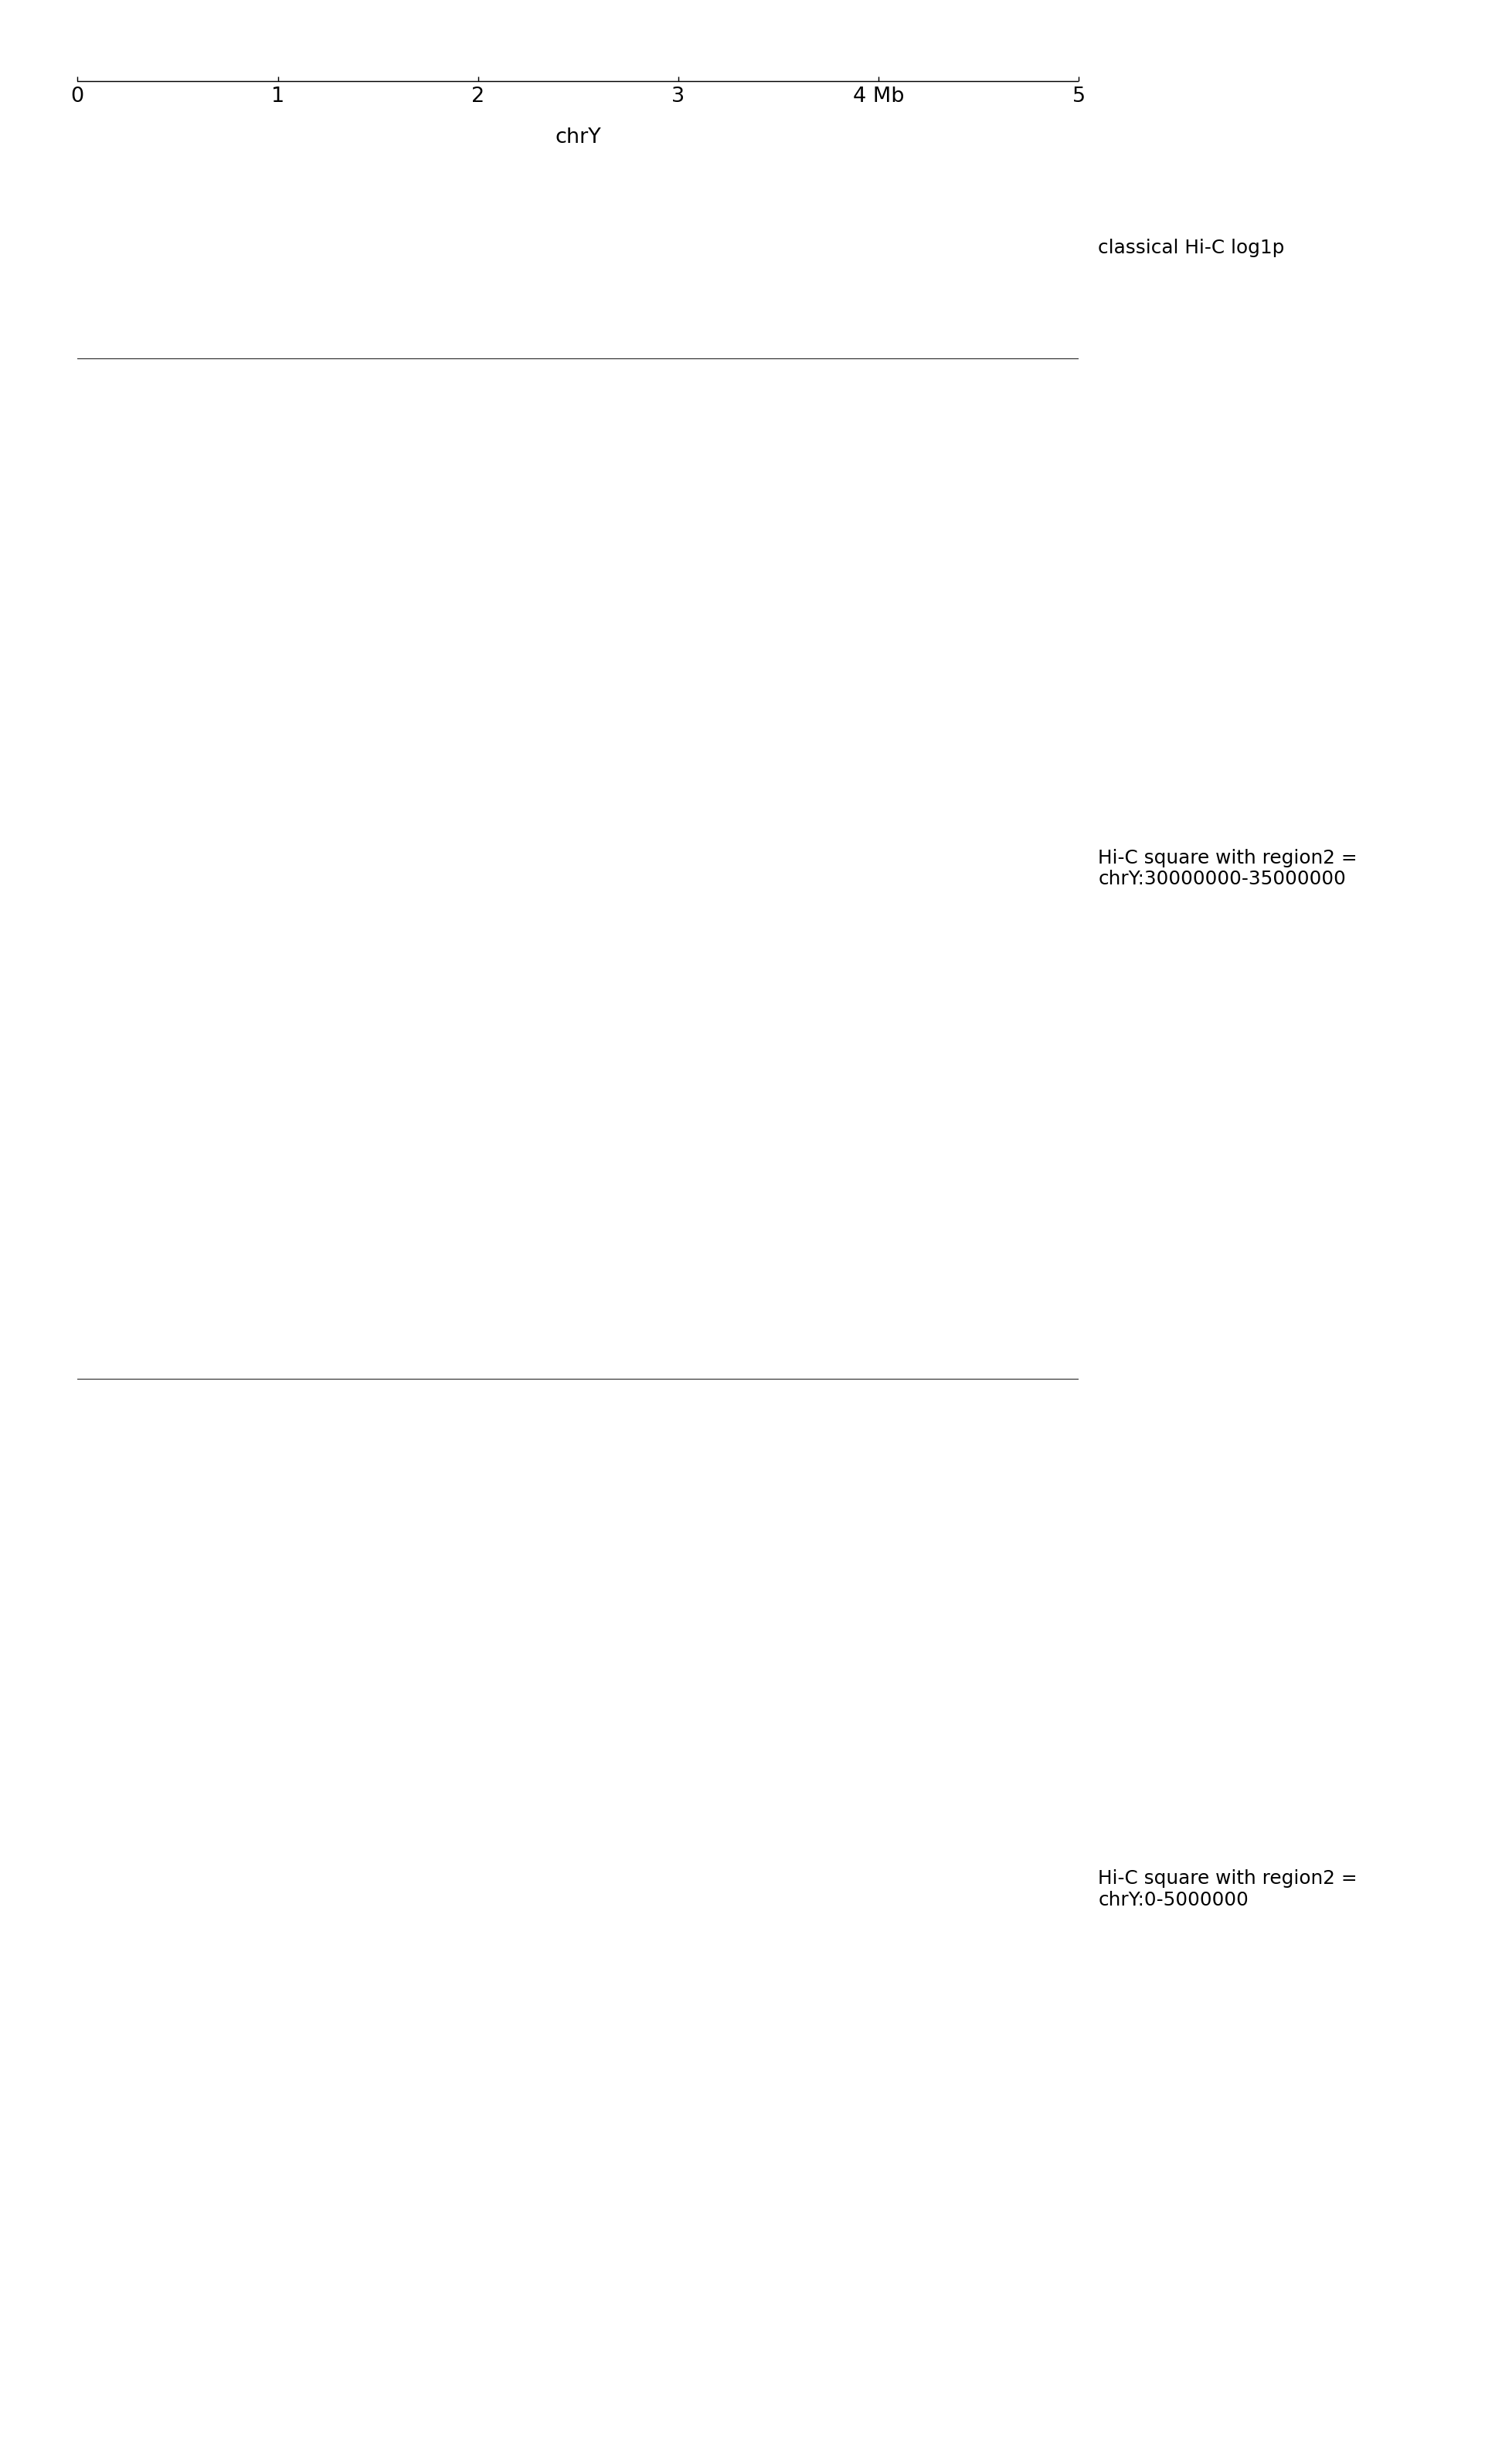 0 1 2 3 4 Mb 5
chrY
classical Hi-C log1p
Hi-C square with region2 =
chrY:30000000-35000000
Hi-C square with region2 =
chrY:0-5000000